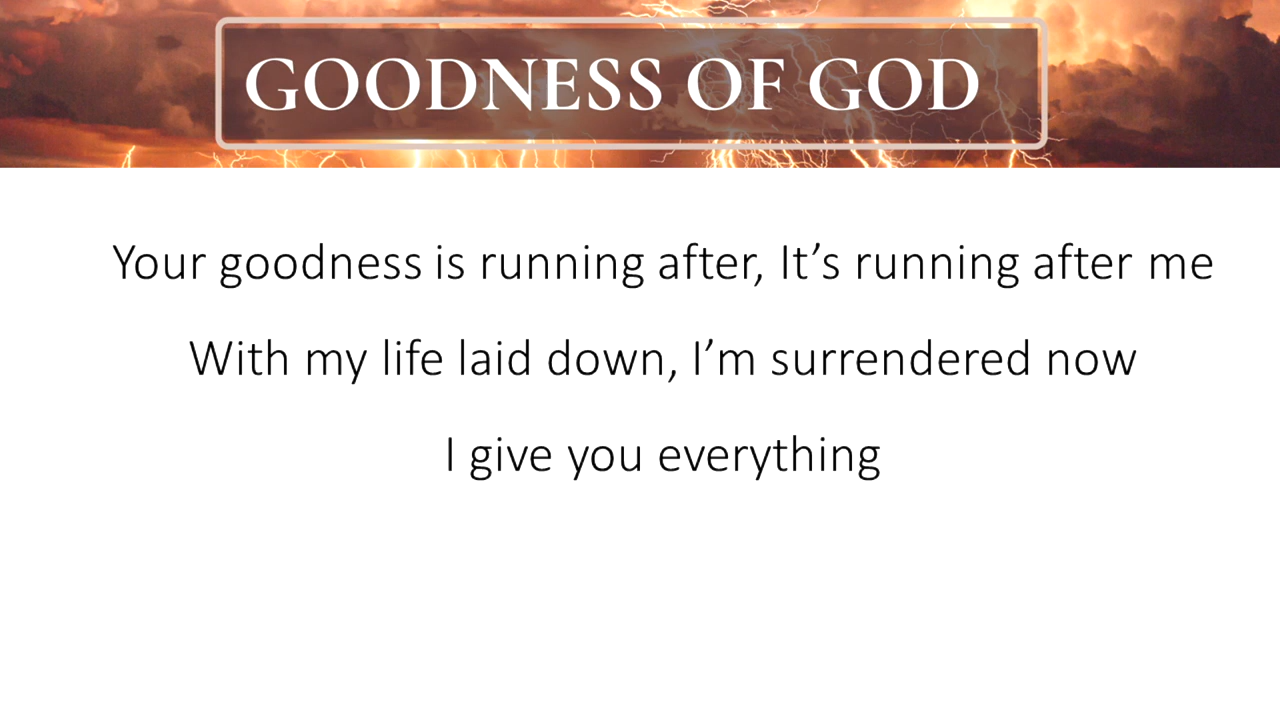 GOODNESS OF GOD
Your goodness is running after, It’s running after me
With my life laid down, I’m surrendered now
I give you everything